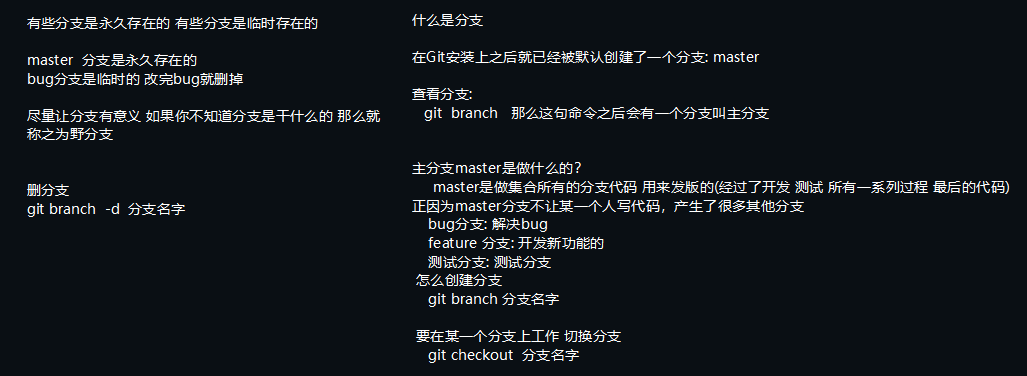 有些分支是永久存在的 有些分支是临时存在的
master 分支是永久存在的
bug分支是临时的 改完bug就删掉
尽量让分支有意义 如果你不知道分支是干什么的 那么就
称之为野分支
删分支
git branch -d 分支名字
什么是分支
在Git安装上之后就已经被默认创建了一个分支: master
查看分支:
git branch 那么这句命令之后会有一个分支叫主分支
主分支master是做什么的?
master是做集合所有的分支代码 用来发版的(经过了开发 测试 所有一系列过程 最后的代码)
正因为master分支不让某一个人写代码，产生了很多其他分支
bug分支: 解决bug
feature 分支: 开发新功能的
测试分支: 测试分支
怎么创建分支
git branch 分支名字
要在某一个分支上工作 切换分支
git checkout 分支名字